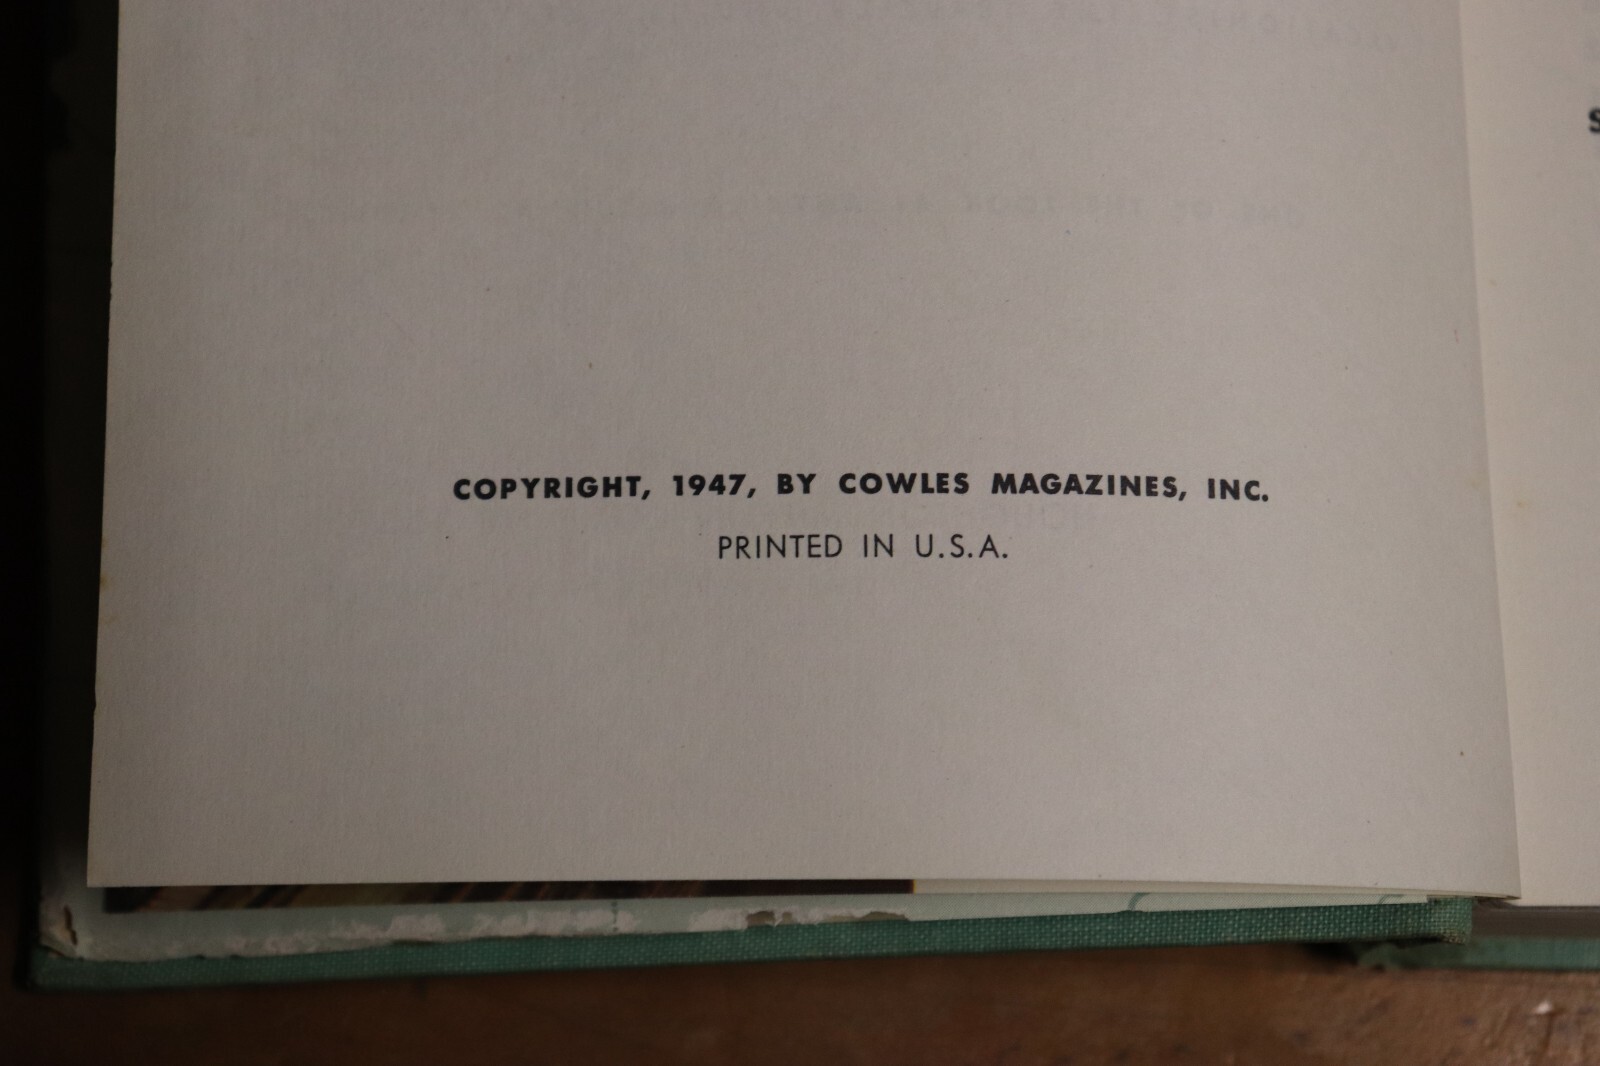 COPYRIGHT, 1947, BY COWLES MAGAZINES, INC.
PRINTED IN U.S.A.